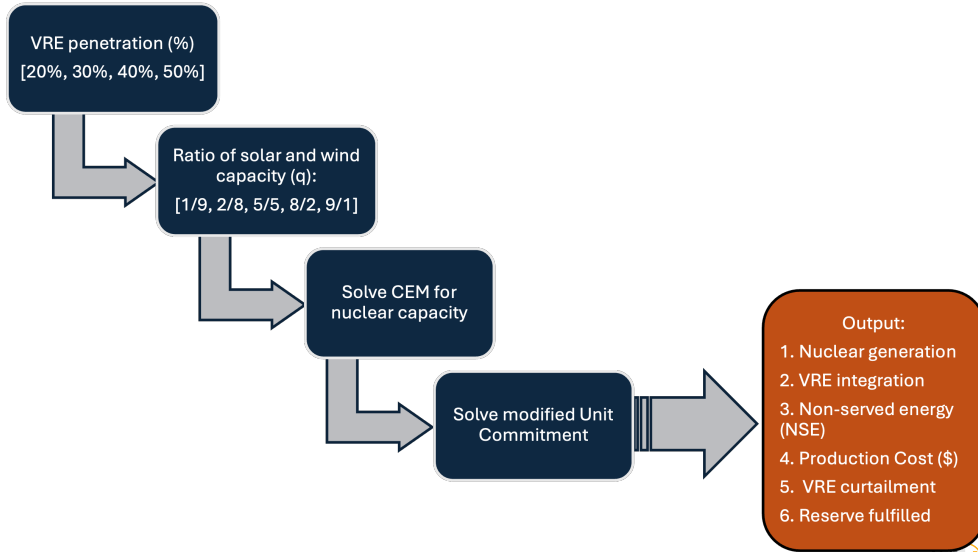 VRE penetration (%)
[20%, 30%, 40%, 50%]
Ratio of solar and wind
capacity (q):
[1/9, 2/8, 5/5, 8/2, 9/1]
Solve CEM for
nuclear capacity
Solve modified Unit
Commitment
Output:
1. Nuclear generation
2. VRE integration
3. Non-served energy
(NSE)
4. Production Cost ($)
5. VRE curtailment
6. Reserve fulfilled